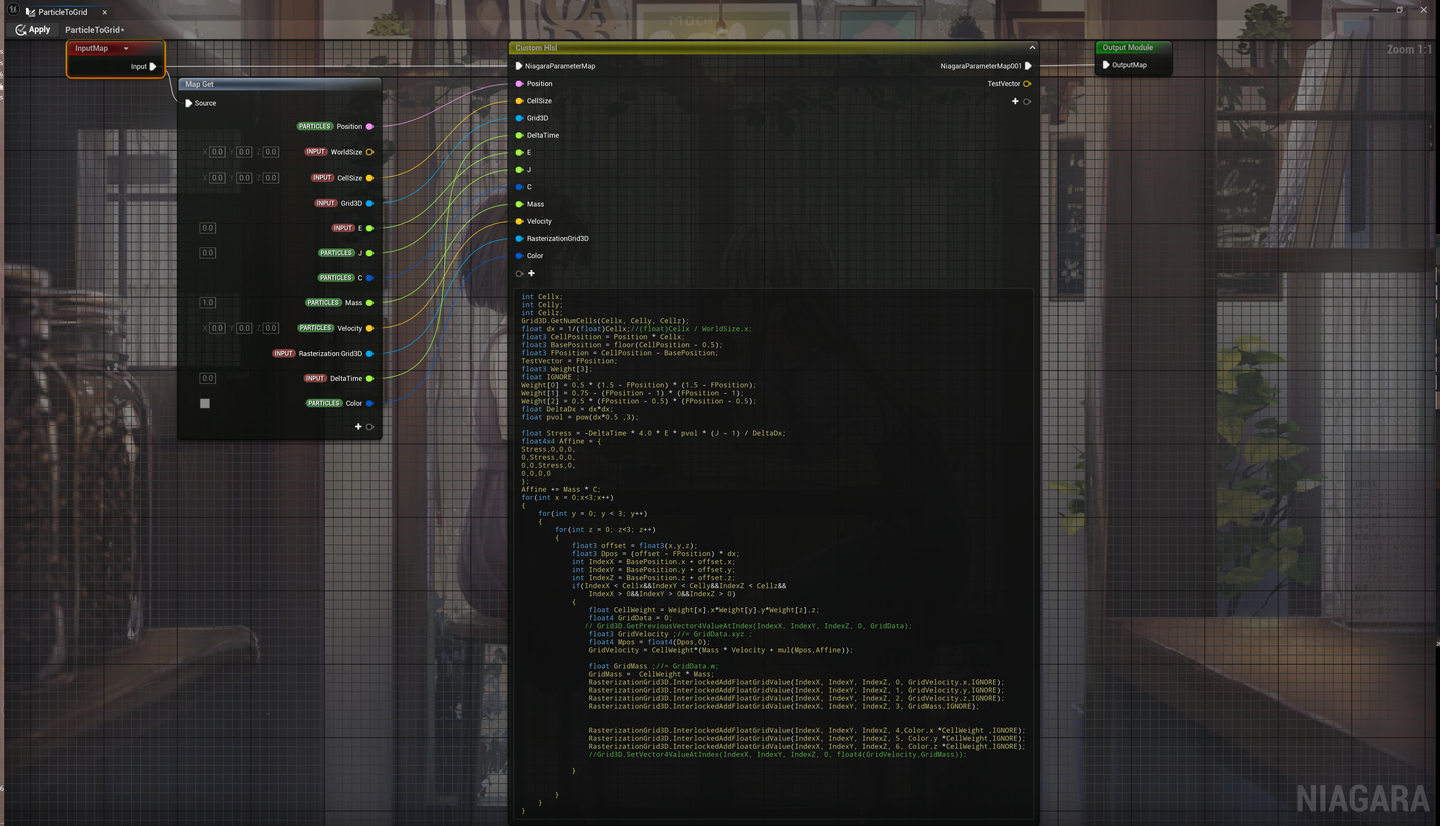 ParticleToGrid ×
Apply ParticleToGrid*
InputMap
Input
Map Get
Source
PARTICLES Position
X 0.0 Y 0.0 Z 0.0 INPUT WorldSize
X 0.0 Y 0.0 Z 0.0 INPUT CellSize
INPUT Grid3D
0.0 INPUT E
0.0 PARTICLES J
PARTICLES C
1.0 PARTICLES Mass
X 0.0 Y 0.0 Z 0.0 PARTICLES Velocity
INPUT Rasterization Grid3D
0.0 INPUT DeltaTime
PARTICLES Color
Custom Hlsl
NiagaraParameterMap NiagaraParameterMap001
Position TestVector
CellSize
Grid3D
DeltaTime
E
J
C
Mass
Velocity
RasterizationGrid3D
Color
int Cellx;
int Celly;
int Cellz;
Grid3D.GetNumCells(Cellx, Celly, Cellz);
float dx = 1/(float)Cellx;//(float)Cellx / WorldSize.x;
float3 CellPosition = Position * Cellx;
float3 BasePosition = floor(CellPosition - 0.5);
float3 FPosition = CellPosition - BasePosition;
TestVector = FPosition;
float3 Weight[3];
float IGNORE ;
Weight[0] = 0.5 * (1.5 - FPosition) * (1.5 - FPosition);
Weight[1] = 0.75 - (FPosition - 1) * (FPosition - 1);
Weight[2] = 0.5 * (FPosition - 0.5) * (FPosition - 0.5);
float DeltaDx = dx*dx;
float pvol = pow(dx*0.5 ,3);
float Stress = -DeltaTime * 4.0 * E * pvol * (J - 1) / DeltaDx;
float4x4 Affine = {
Stress,0,0,0,
0,Stress,0,0,
0,0,Stress,0,
0,0,0,0
};
Affine += Mass * C;
for(int x = 0;x<3;x++)
{
for(int y = 0; y < 3; y++)
{
for(int z = 0; z<3; z++)
{
float3 offset = float3(x,y,z);
float3 Dpos = (offset - FPosition) * dx;
int IndexX = BasePosition.x + offset.x;
int IndexY = BasePosition.y + offset.y;
int IndexZ = BasePosition.z + offset.z;
if(IndexX < Cellx&&IndexY < Celly&&IndexZ < Cellz&&
IndexX > 0&&IndexY > 0&&IndexZ > 0)
{
float CellWeight = Weight[x].x*Weight[y].y*Weight[z].z;
float4 GridData = 0;
// Grid3D.GetPreviousVector4ValueAtIndex(IndexX, IndexY, IndexZ, 0, GridData);
float3 GridVelocity ;//= GridData.xyz ;
float4 Mpos = float4(Dpos,0);
GridVelocity = CellWeight*(Mass * Velocity + mul(Mpos,Affine));
float GridMass ;//= GridData.w;
GridMass = CellWeight * Mass;
RasterizationGrid3D.InterlockedAddFloatGridValue(IndexX, IndexY, IndexZ, 0, GridVelocity.x,IGNORE);
RasterizationGrid3D.InterlockedAddFloatGridValue(IndexX, IndexY, IndexZ, 1, GridVelocity.y,IGNORE);
RasterizationGrid3D.InterlockedAddFloatGridValue(IndexX, IndexY, IndexZ, 2, GridVelocity.z,IGNORE);
RasterizationGrid3D.InterlockedAddFloatGridValue(IndexX, IndexY, IndexZ, 3, GridMass,IGNORE);
RasterizationGrid3D.InterlockedAddFloatGridValue(IndexX, IndexY, IndexZ, 4,Color.x *CellWeight ,IGNORE);
RasterizationGrid3D.InterlockedAddFloatGridValue(IndexX, IndexY, IndexZ, 5, Color.y *CellWeight,IGNORE);
RasterizationGrid3D.InterlockedAddFloatGridValue(IndexX, IndexY, IndexZ, 6, Color.z *CellWeight,IGNORE);
//Grid3D.SetVector4ValueAtIndex(IndexX, IndexY, IndexZ, 0, float4(GridVelocity,GridMass));
}
}
}
}
Output Module
OutputMap
Zoom 1:1
NIAGARA